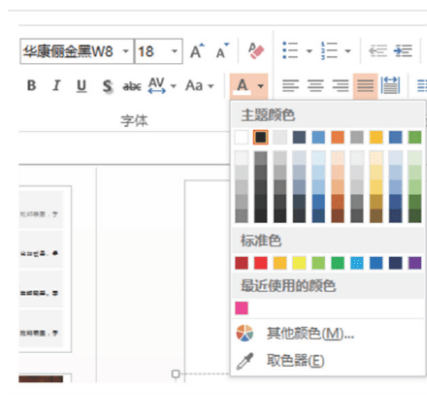 华康俪金黑W8 18 A A
B I U S abc AV Aa A
字体
主题颜色
标准色
最近使用的颜色
其他颜色(M)...
取色器(E)